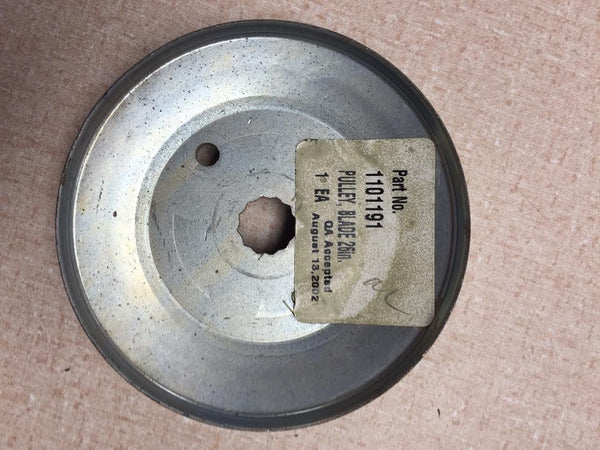 Part No.
1101191
PULLEY, BLADE 26in.
1 EA QA Accepted
August 13,2002